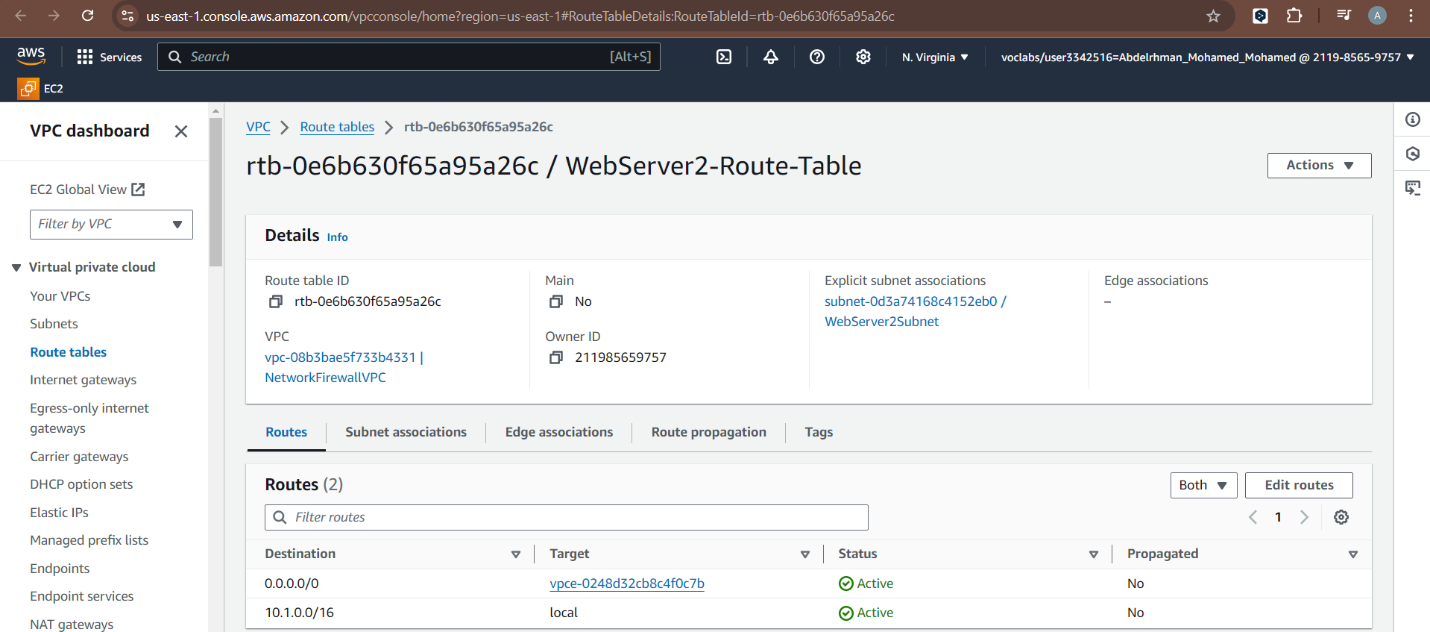 us-east-1.console.aws.amazon.com/vpcconsole/home?region=us-east-1#RouteTableDetails:RouteTableId=rtb-0e6b630f65a95a26c
A
aws
Services
Search
[Alt+S]
N. Virginia
voclabs/user3342516=Abdelrhman_Mohamed_Mohamed @ 2119-8565-9757
EC2
VPC dashboard
EC2 Global View
Filter by VPC
Virtual private cloud
Your VPCs
Subnets
Route tables
Internet gateways
Egress-only internet
gateways
Carrier gateways
DHCP option sets
Elastic IPs
Managed prefix lists
Endpoints
Endpoint services
NAT gateways
VPC
Route tables
rtb-0e6b630f65a95a26c
rtb-0e6b630f65a95a26c / WebServer2-Route-Table
Actions
Details Info
Route table ID
rtb-0e6b630f65a95a26c
VPC
vpc-08b3bae5f733b4331 |
NetworkFirewallVPC
Main
No
Owner ID
211985659757
Explicit subnet associations
subnet-0d3a74168c4152eb0 /
WebServer2Subnet
Edge associations
–
Routes
Subnet associations
Edge associations
Route propagation
Tags
Routes (2)
Both
Edit routes
Filter routes
1
Destination Target Status Propagated
0.0.0.0/0 vpce-0248d32cb8c4f0c7b Active No
10.1.0.0/16 local Active No